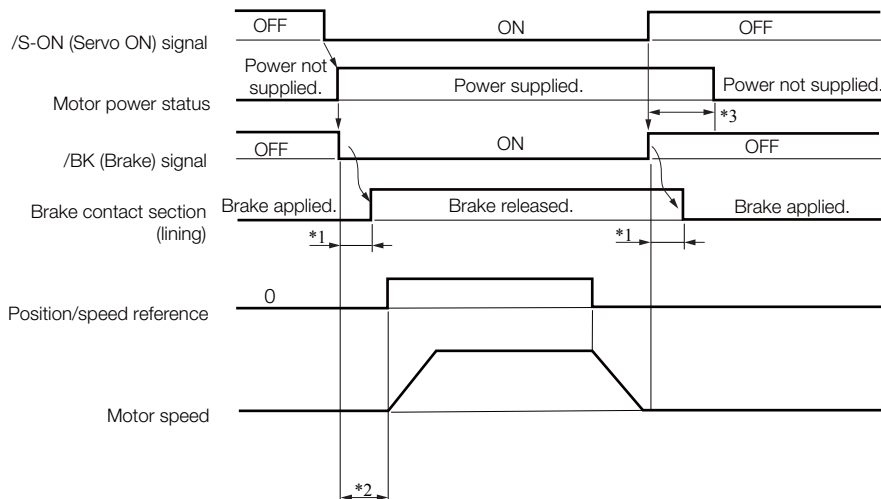 OFF ON OFF
/S-ON (Servo ON) signal
Power not
supplied. Power supplied. Power not supplied.
Motor power status
*3
/BK (Brake) signal
OFF ON OFF
Brake applied. Brake released. Brake applied.
Brake contact section
(lining)
*1 *1
0
Position/speed reference
Motor speed
*2